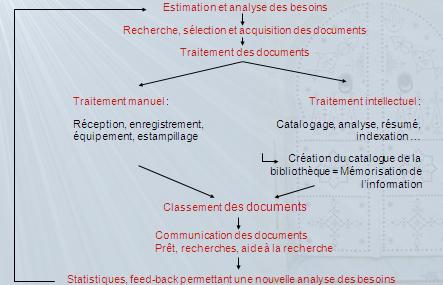 Estimation et analyse des besoins
Recherche, sélection et acquisition des documents
Traitement des documents
Traitement manuel :
Réception, enregistrement,
équipement, estampillage
Traitement intellectuel :
Catalogage, analyse, résumé,
indexation ...
Création du catalogue de la
bibliothèque = Mémorisation de
l'information
Classement des documents
Communication des documents
Prêt, recherches, aide à la recherche
Statistiques, feed-back permettant une nouvelle analyse des besoins